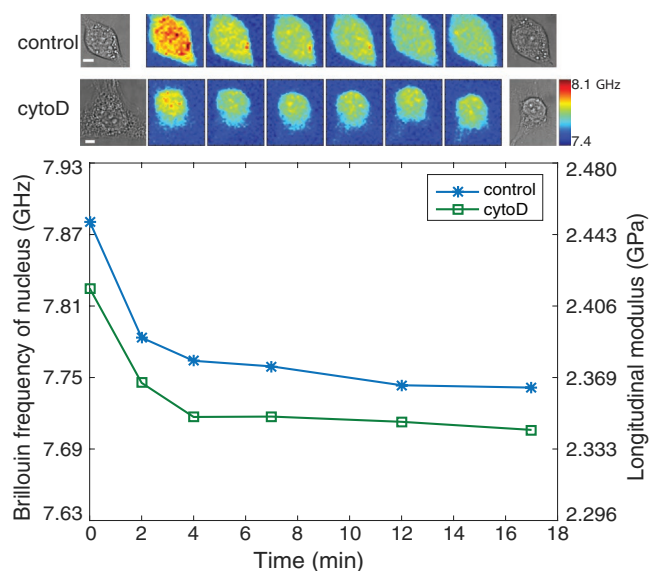 control
8.1 GHz
cytoD
7.4
7.93
7.87
7.81
7.75
7.69
7.63
Brillouin frequency of nucleus (GHz)
control
cytoD
2.480
2.443
2.406
2.369
2.333
2.296
Longitudinal modulus (GPa)
0 2 4 6 8 10 12 14 16 18
Time (min)